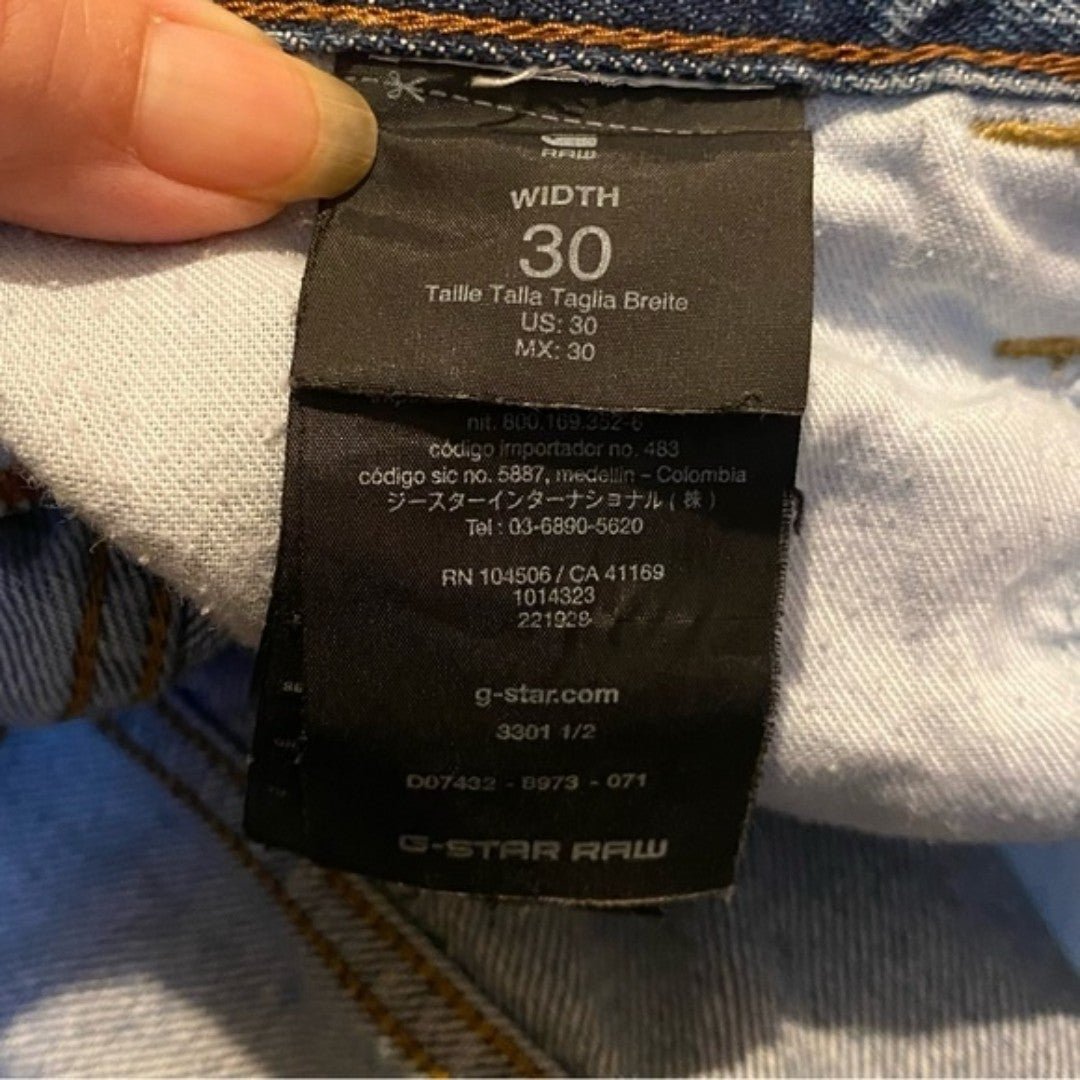 RAW
WIDTH
30
Taille Talla Taglia Breite
US: 30
MX: 30
nit. 800.169.352-6
código importador no. 483
código sic no. 5887, medellin – Colombia
ジースターインターナショナル(株)
Tel : 03-6890-5620
RN 104506 / CA 41169
1014323
221928
g-star.com
3301 1/2
D07432 - B973 - 071
G-STAR RAW